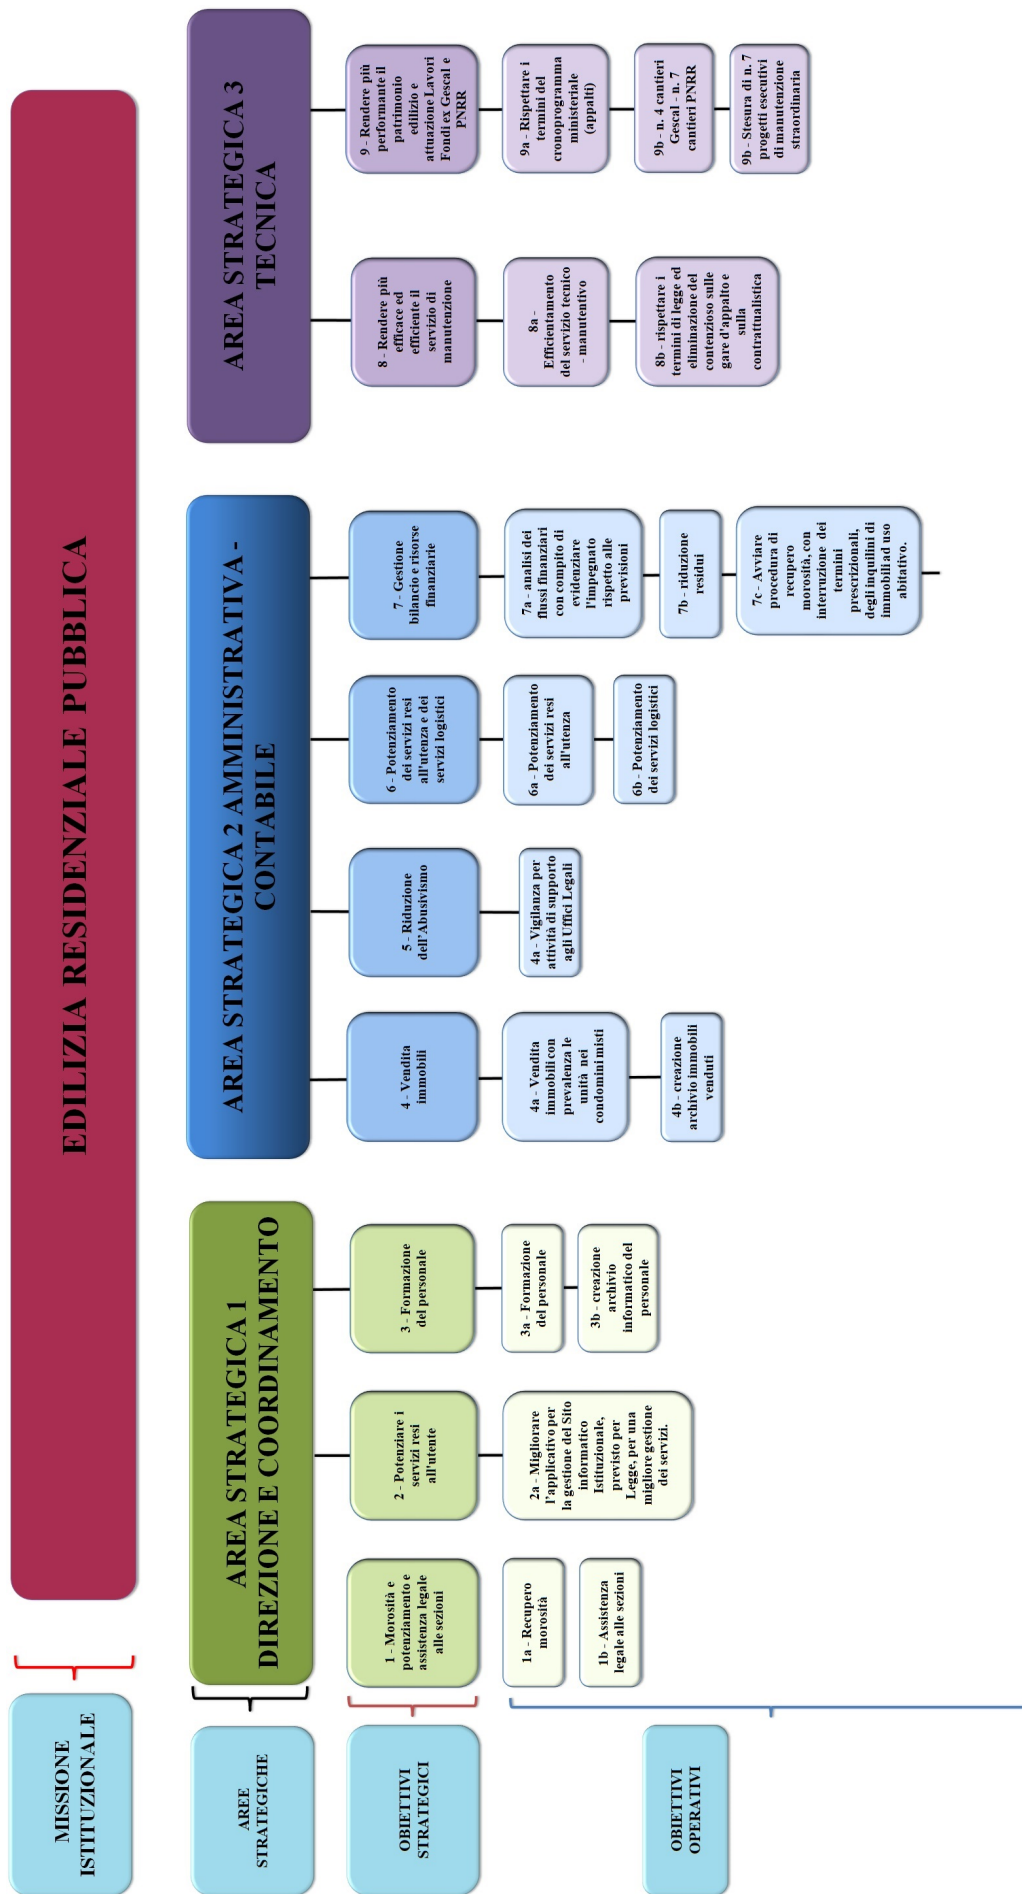 MISSIONE
ISTITUZIONALE
EDILIZIA RESIDENZIALE PUBBLICA
AREE
STRATEGICHE
AREA STRATEGICA 1
DIREZIONE E COORDINAMENTO
AREA STRATEGICA 2 AMMINISTRATIVA -
CONTABILE
AREA STRATEGICA 3
TECNICA
OBIETTIVI
STRATEGICI
1 - Morosità e
potenziamento e
assistenza legale
alle sezioni
2 - Potenziare i
servizi resi
all'utente
3 - Formazione
del personale
4 - Vendita
immobili
5 - Riduzione
dell'Abusivismo
6 - Potenziamento
dei servizi resi
all'utenza e dei
servizi logistici
7 - Gestione
bilancio e risorse
finanziarie
8 - Rendere più
efficace ed
efficiente il
servizio di
manutenzione
9 - Rendere più
performante il
patrimonio
edilizio e
attuazione Lavori
Fondi ex Gescal e
PNRR
OBIETTIVI
OPERATIVI
1a - Recupero
morosità
1b - Assistenza
legale alle sezioni
2a - Migliorare
l'applicativo per
la gestione del Sito
informatico
Istituzionale,
previsto per
Legge, per una
migliore gestione
dei servizi.
3a - Formazione
del personale
3b - creazione
archivio
informatico del
personale
4a - Vendita
immobili con
prevalenza le
unità nei
condomini misti
4b - creazione
archivio immobili
venduti
4a - Vigilanza per
attività di supporto
agli Uffici Legali
6a - Potenziamento
dei servizi resi
all'utenza
6b - Potenziamento
dei servizi logistici
7a - analisi dei
flussi finanziari
con compito di
evidenziare
l'impegnato
rispetto alle
previsioni
7b - riduzione
residui
7c - Avviare
procedura di
recupero
morosità, con
interruzione dei
termini
prescrizionali,
degli inquilini di
immobili ad uso
abitativo.
8a -
Efficientamento
del servizio tecnico
- manutentivo
8b - rispettare i
termini di legge ed
eliminazione del
contenzioso sulle
gare d'appalto e
sulla
contrattualistica
9a - Rispettare i
termini del
cronoprogramma
ministeriale
(appalti)
9b - n. 4 cantieri
Gescal - n. 7
cantieri PNRR
9b - Stesura di n. 7
progetti esecutivi
di manutenzione
straordinaria